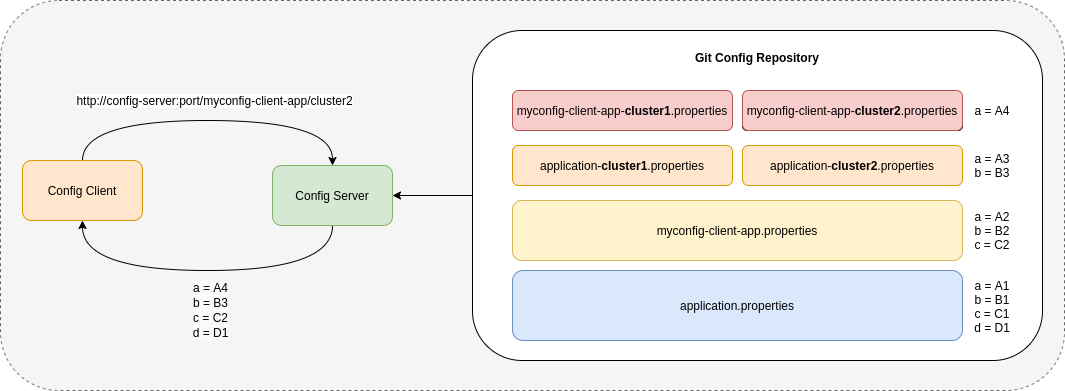 Git Config Repository
http://config-server:port/myconfig-client-app/cluster2
Config Client
Config Server
a = A4
b = B3
c = C2
d = D1
myconfig-client-app-cluster1.properties
myconfig-client-app-cluster2.properties
a = A4
application-cluster1.properties
application-cluster2.properties
a = A3
b = B3
myconfig-client-app.properties
a = A2
b = B2
c = C2
application.properties
a = A1
b = B1
c = C1
d = D1